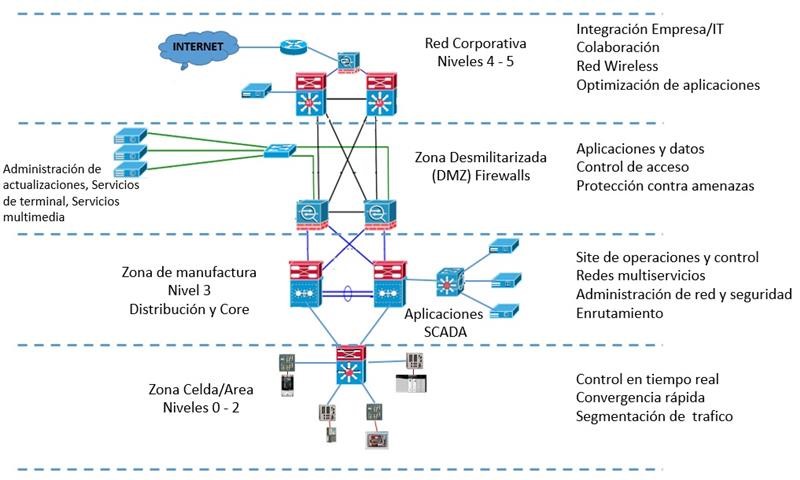 INTERNET
Red Corporativa
Niveles 4 - 5
Integración Empresa/IT
Colaboración
Red Wireless
Optimización de aplicaciones
Administración de
actualizaciones, Servicios
de terminal, Servicios
multimedia
Zona Desmilitarizada
(DMZ) Firewalls
Aplicaciones y datos
Control de acceso
Protección contra amenazas
Zona de manufactura
Nivel 3
Distribución y Core
Aplicaciones
SCADA
Site de operaciones y control
Redes multiservicios
Administración de red y seguridad
Enrutamiento
Zona Celda/Area
Niveles 0 - 2
Control en tiempo real
Convergencia rápida
Segmentación de trafico